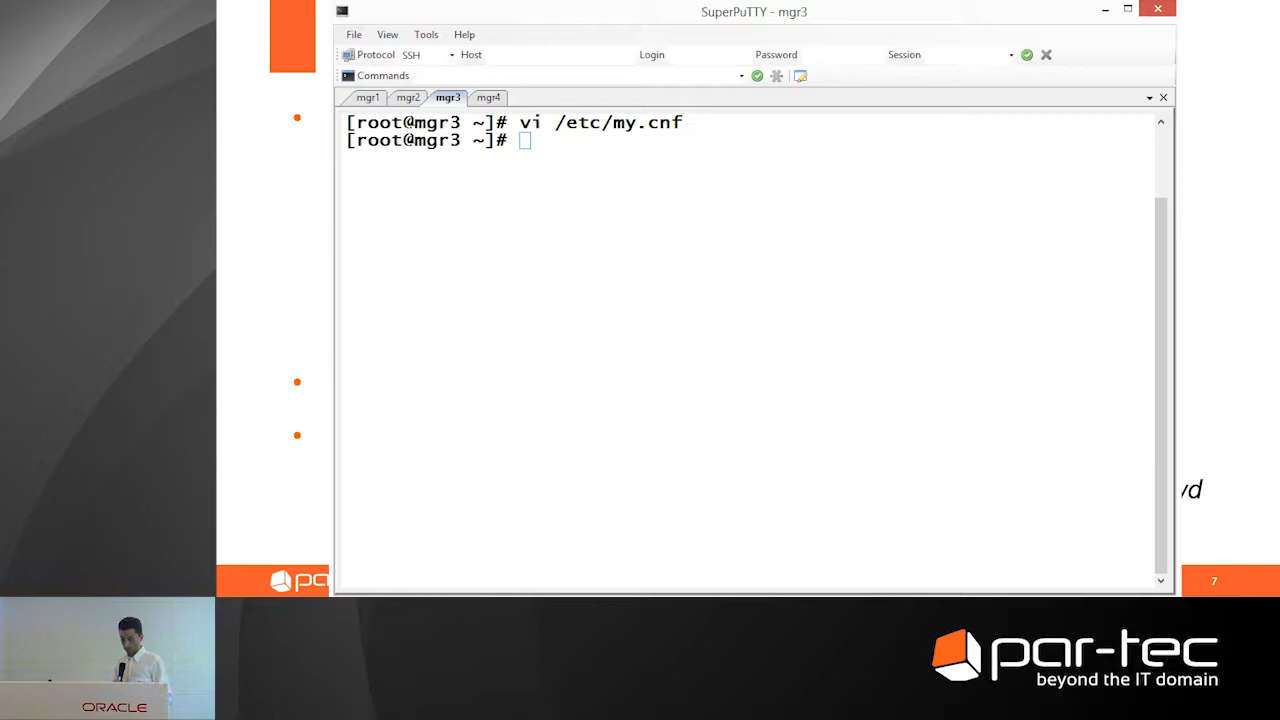 SuperPuTTY - mgr3
File View Tools Help
Protocol SSH Host Login Password Session
Commands
mgr1 mgr2 mgr3 mgr4
[root@mgr3 ~]# vi /etc/my.cnf
[root@mgr3 ~]#
7
par-tec
beyond the IT domain
ORACLE